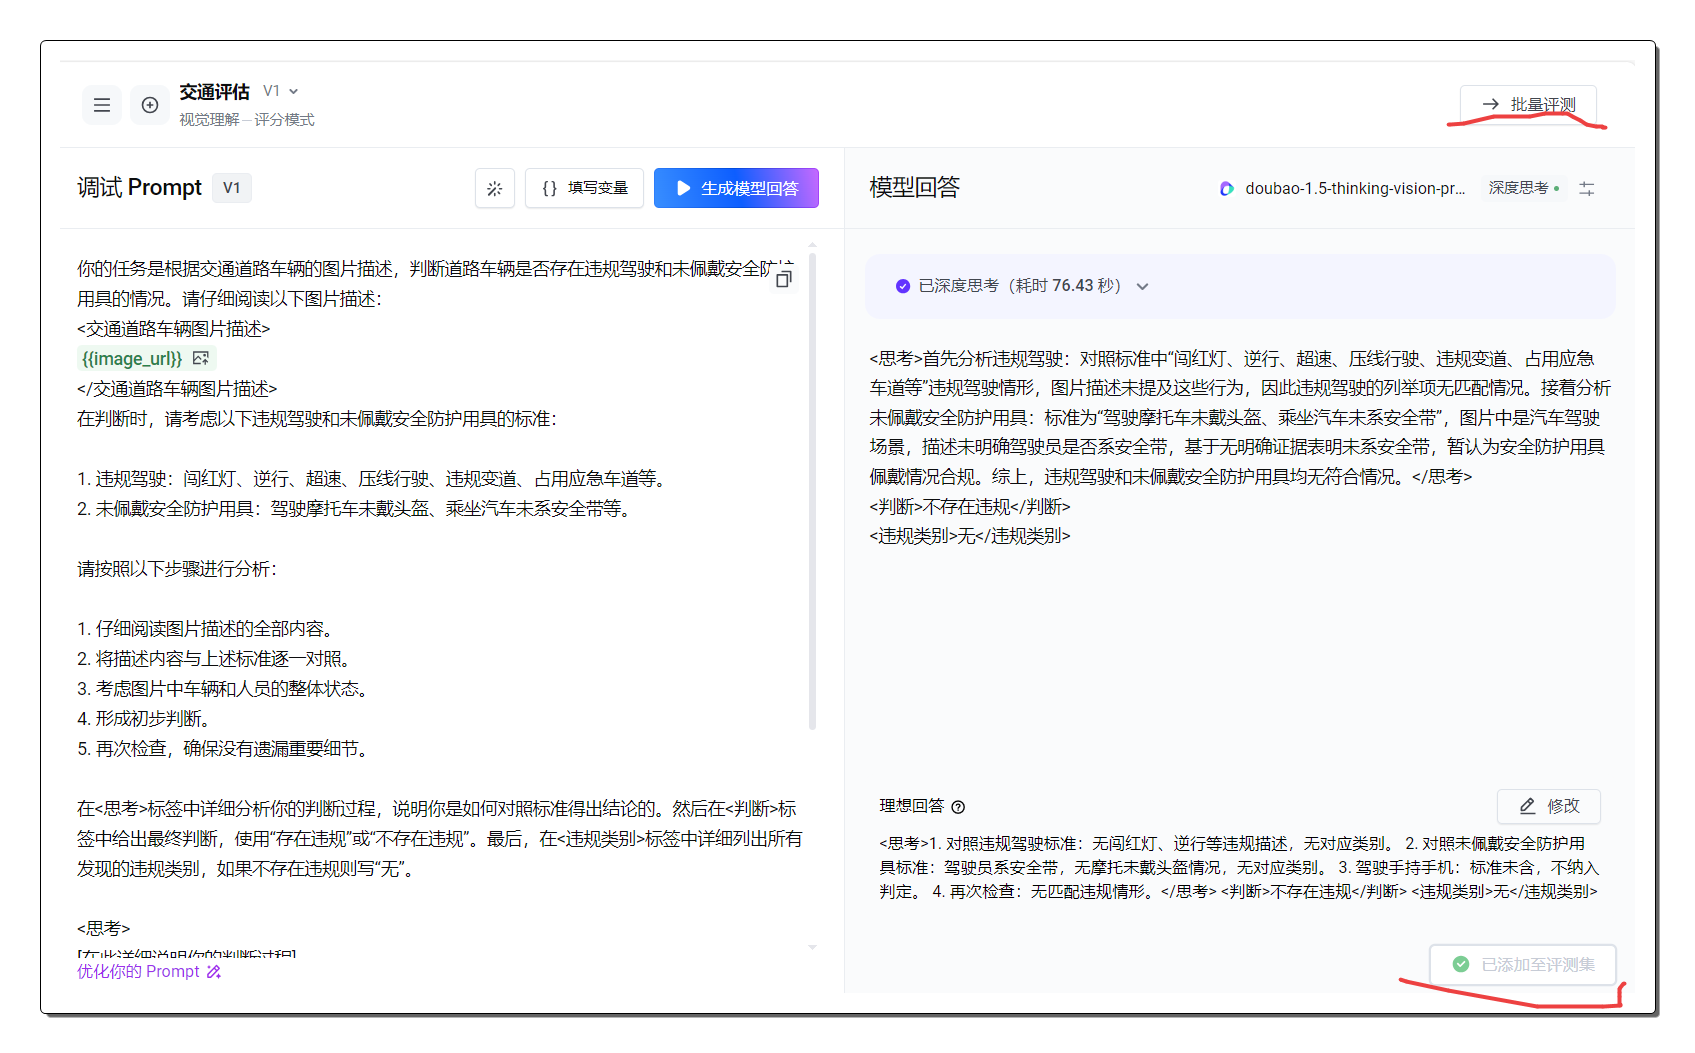 交通评估 V1
视觉理解－评分模式
批量评测
调试 Prompt V1
填写变量
生成模型回答
你的任务是根据交通道路车辆的图片描述，判断道路车辆是否存在违规驾驶和未佩戴安全防护
用具的情况。请仔细阅读以下图片描述：
<交通道路车辆图片描述>
{{image_url}}
</交通道路车辆图片描述>
在判断时，请考虑以下违规驾驶和未佩戴安全防护用具的标准：
1. 违规驾驶：闯红灯、逆行、超速、压线行驶、违规变道、占用应急车道等。
2. 未佩戴安全防护用具：驾驶摩托车未戴头盔、乘坐汽车未系安全带等。
请按照以下步骤进行分析：
1. 仔细阅读图片描述的全部内容。
2. 将描述内容与上述标准逐一对照。
3. 考虑图片中车辆和人员的整体状态。
4. 形成初步判断。
5. 再次检查，确保没有遗漏重要细节。
在<思考>标签中详细分析你的判断过程，说明你是如何对照标准得出结论的。然后在<判断>标
签中给出最终判断，使用“存在违规”或“不存在违规”。最后，在<违规类别>标签中详细列出所有
发现的违规类别，如果不存在违规则写“无”。
<思考>
[在此详细说明你的判断过程]
优化你的 Prompt
模型回答
doubao-1.5-thinking-vision-pr...
深度思考
已深度思考（耗时 76.43 秒）
<思考>首先分析违规驾驶：对照标准中“闯红灯、逆行、超速、压线行驶、违规变道、占用应急
车道等”违规驾驶情形，图片描述未提及这些行为，因此违规驾驶的列举项无匹配情况。接着分析
未佩戴安全防护用具：标准为“驾驶摩托车未戴头盔、乘坐汽车未系安全带”，图片中是汽车驾驶
场景，描述未明确驾驶员是否系安全带，基于无明确证据表明未系安全带，暂认为安全防护用具
佩戴情况合规。综上，违规驾驶和未佩戴安全防护用具均无符合情况。</思考>
<判断>不存在违规</判断>
<违规类别>无</违规类别>
理想回答
修改
<思考>1. 对照违规驾驶标准：无闯红灯、逆行等违规描述，无对应类别。 2. 对照未佩戴安全防护用
具标准：驾驶员系安全带，无摩托未戴头盔情况，无对应类别。 3. 驾驶手持手机：标准未含，不纳入
判定。 4. 再次检查：无匹配违规情形。</思考> <判断>不存在违规</判断> <违规类别>无</违规类别>
已添加至评测集